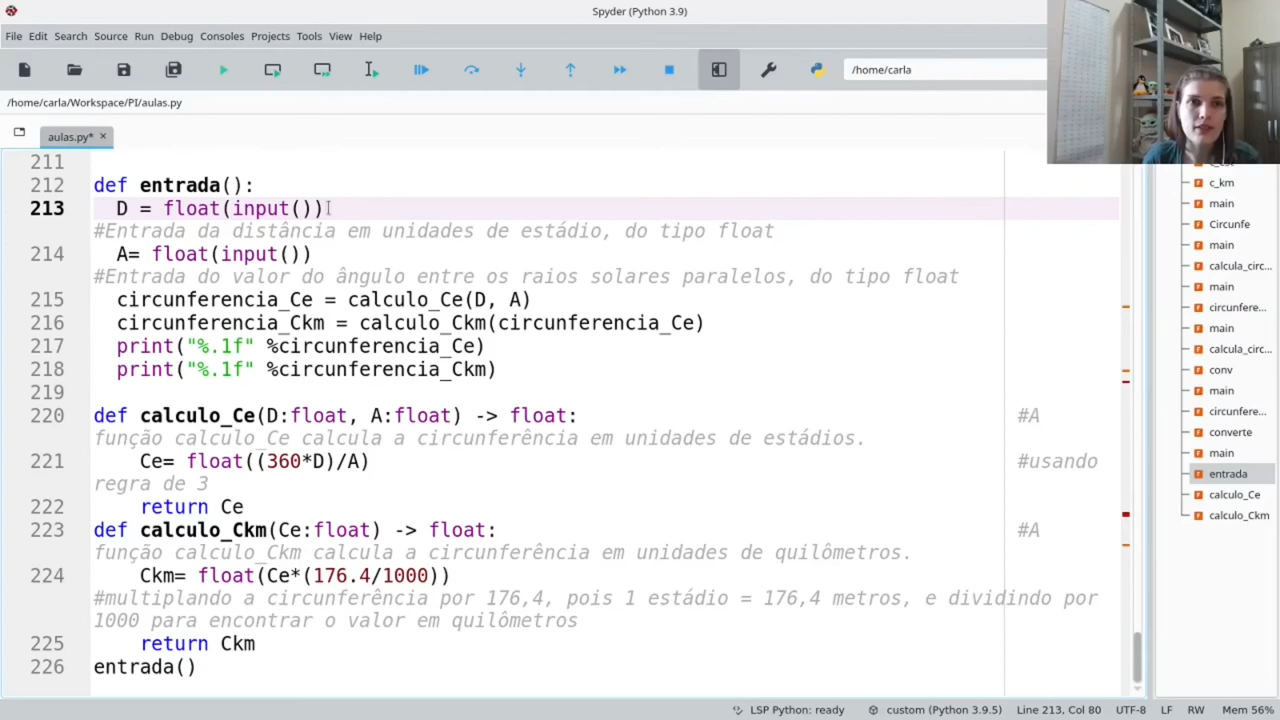 Spyder (Python 3.9)
File Edit Search Source Run Debug Consoles Projects Tools View Help
/home/carla
/home/carla/Workspace/PI/aulas.py
aulas.py*
211
212 def entrada():
213 D = float(input())
#Entrada da distância em unidades de estádio, do tipo float
214 A= float(input())
#Entrada do valor do ângulo entre os raios solares paralelos, do tipo float
215 circunferencia_Ce = calculo_Ce(D, A)
216 circunferencia_Ckm = calculo_Ckm(circunferencia_Ce)
217 print("%.1f" %circunferencia_Ce)
218 print("%.1f" %circunferencia_Ckm)
219
220 def calculo_Ce(D:float, A:float) -> float: #A
função calculo_Ce calcula a circunferência em unidades de estádios.
221 Ce= float((360*D)/A) #usando
regra de 3
222 return Ce
223 def calculo_Ckm(Ce:float) -> float: #A
função calculo_Ckm calcula a circunferência em unidades de quilômetros.
224 Ckm= float(Ce*(176.4/1000))
#multiplando a circunferência por 176,4, pois 1 estádio = 176,4 metros, e dividindo por
1000 para encontrar o valor em quilômetros
225 return Ckm
226 entrada()
c_km
main
Circunfe
main
calcula_circ...
main
circunfere...
main
calcula_circ...
conv
main
circunfere...
converte
main
entrada
calculo_Ce
calculo_Ckm
LSP Python: ready custom (Python 3.9.5) Line 213, Col 80 UTF-8 LF RW Mem 56%